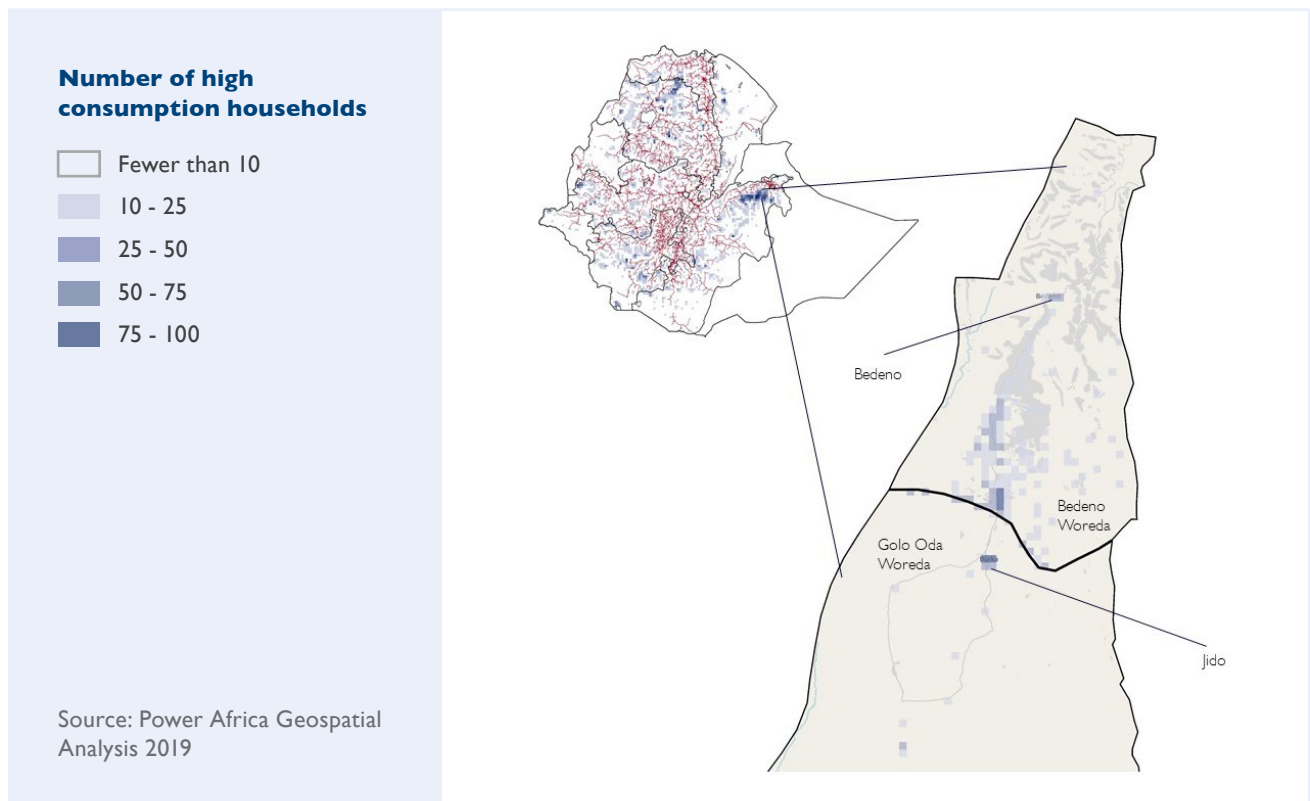 Number of high
consumption households
Fewer than 10
10 - 25
25 - 50
50 - 75
75 - 100
Source: Power Africa Geospatial
Analysis 2019
Bedeno
Bedeno
Woreda
Golo Oda
Woreda
Jido